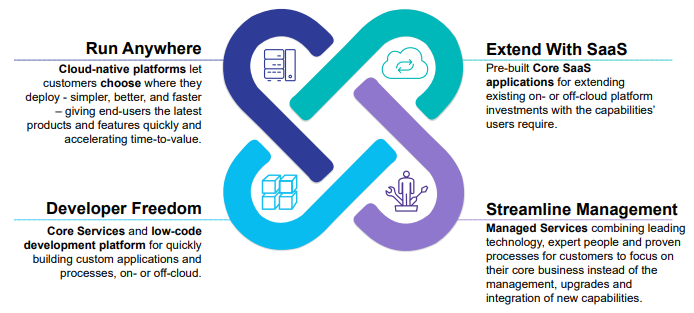 Run Anywhere
Cloud-native platforms let
customers choose where they
deploy - simpler, better, and faster
– giving end-users the latest
products and features quickly and
accelerating time-to-value.
Extend With SaaS
Pre-built Core SaaS
applications for extending
existing on- or off-cloud platform
investments with the capabilities’
users require.
Developer Freedom
Core Services and low-code
development platform for quickly
building custom applications and
processes, on- or off-cloud.
Streamline Management
Managed Services combining leading
technology, expert people and proven
processes for customers to focus on
their core business instead of the
management, upgrades and
integration of new capabilities.